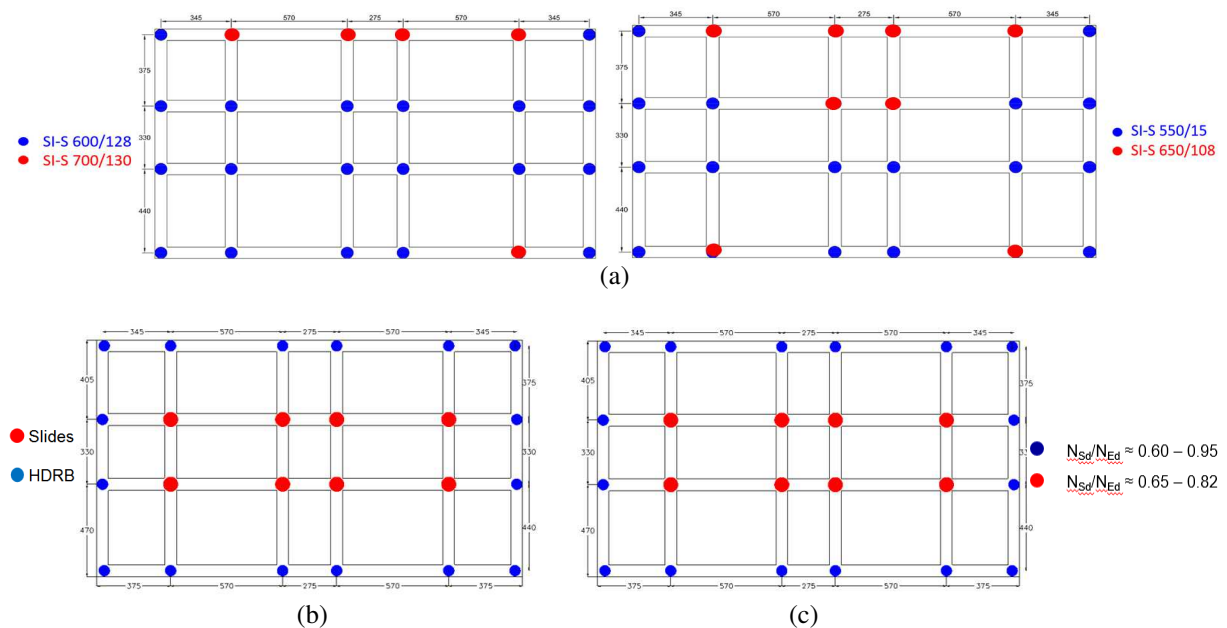 345 570 275 570 345
375
330
440
SI-S 600/128
SI-S 700/130
345 570 275 570 345
375
330
440
SI-S 550/15
SI-S 650/108
(a)
345 570 275 570 345
405
330
470
375
330
440
375 570 275 570 375
Slides
HDRB
(b)
345 570 275 570 345
405
330
470
375
440
375 570 275 570 375
NSd/NEd ≈ 0.60 – 0.95
NSd/NEd ≈ 0.65 – 0.82
(c)